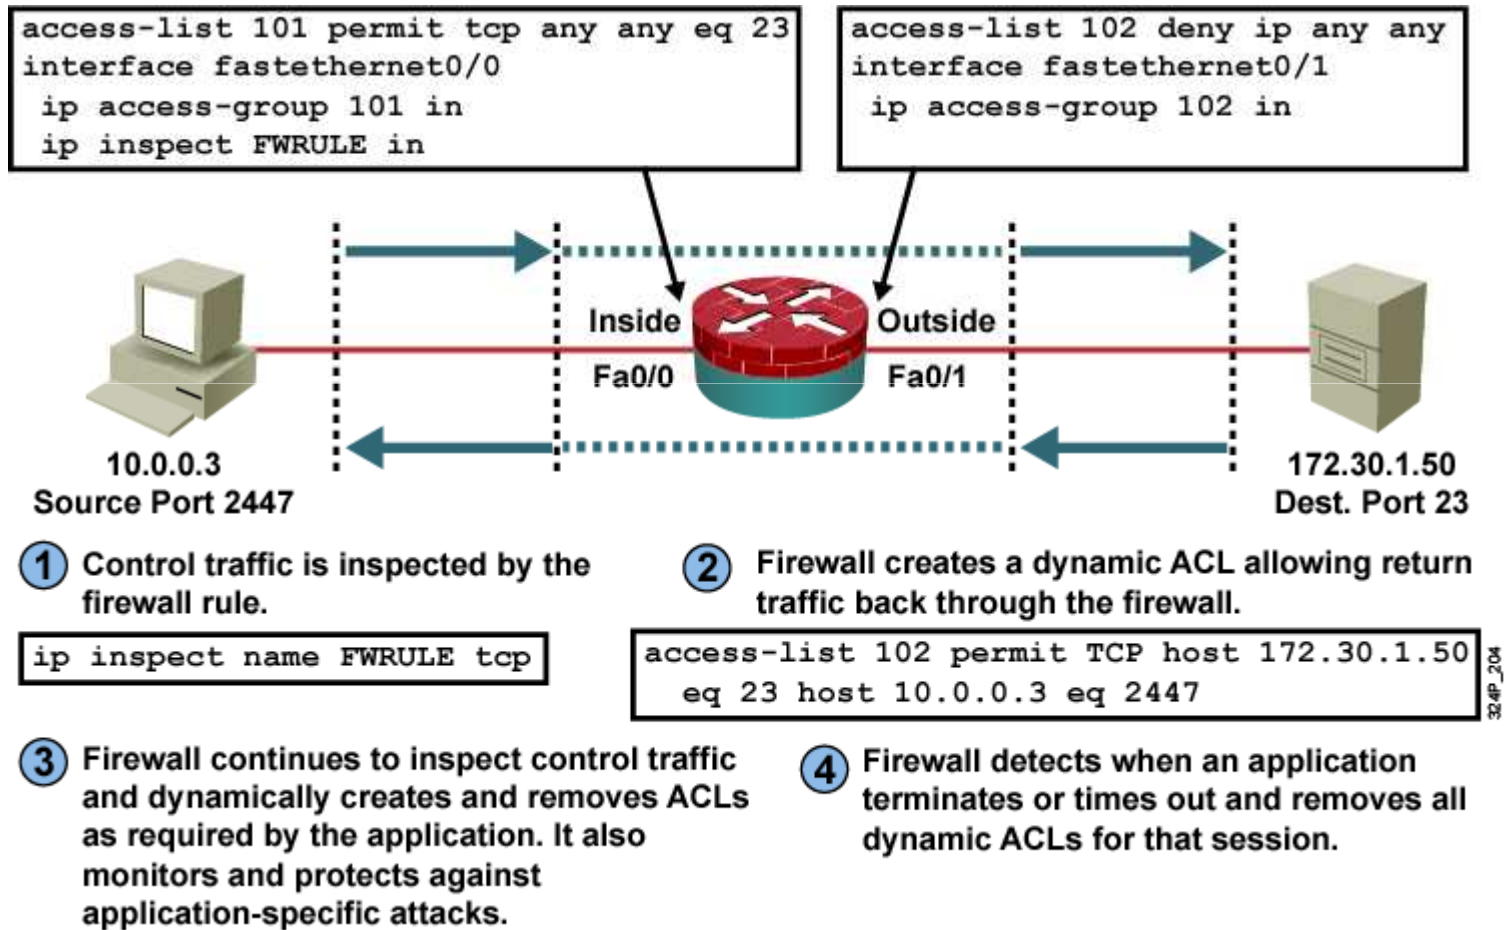 access-list 101 permit tcp any any eq 23
interface fastethernet0/0
ip access-group 101 in
ip inspect FWRULE in
access-list 102 deny ip any any
interface fastethernet0/1
ip access-group 102 in
Inside
Outside
Fa0/0
Fa0/1
10.0.0.3
Source Port 2447
172.30.1.50
Dest. Port 23
1
Control traffic is inspected by the
firewall rule.
ip inspect name FWRULE tcp
2
Firewall creates a dynamic ACL allowing return
traffic back through the firewall.
access-list 102 permit TCP host 172.30.1.50
eq 23 host 10.0.0.3 eq 2447
324P_204
3
Firewall continues to inspect control traffic
and dynamically creates and removes ACLs
as required by the application. It also
monitors and protects against
application-specific attacks.
4
Firewall detects when an application
terminates or times out and removes all
dynamic ACLs for that session.